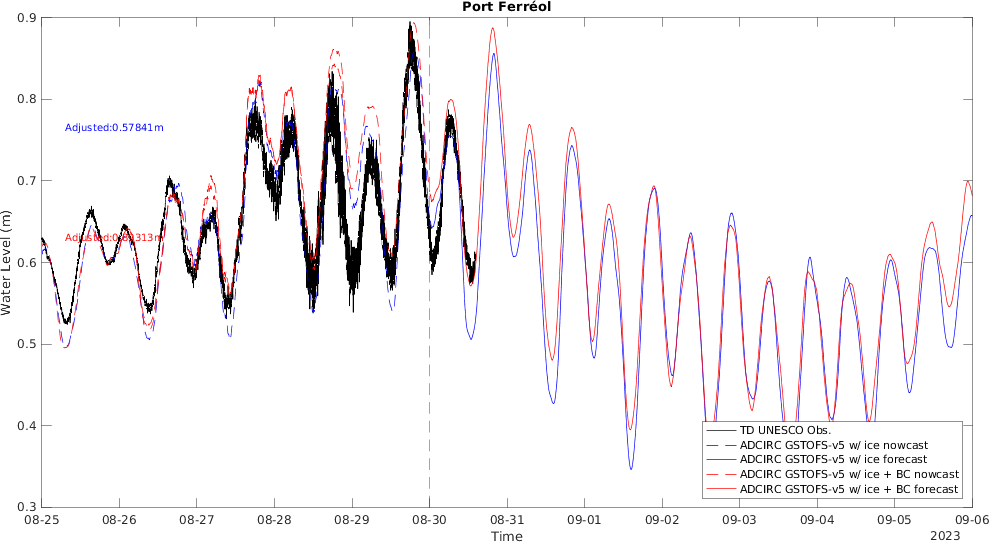 Port Ferréol
Water Level (m)
0.9
0.8
0.7
0.6
0.5
0.4
0.3
Adjusted:0.57841m
08-25
08-26
08-27
08-28
08-29
08-30
08-31
09-01
09-02
09-03
09-04
09-05
09-06
Time
2023
TD UNESCO Obs.
ADCIRC GSTOFS-v5 w/ ice nowcast
ADCIRC GSTOFS-v5 w/ ice forecast
ADCIRC GSTOFS-v5 w/ ice + BC nowcast
ADCIRC GSTOFS-v5 w/ ice + BC forecast